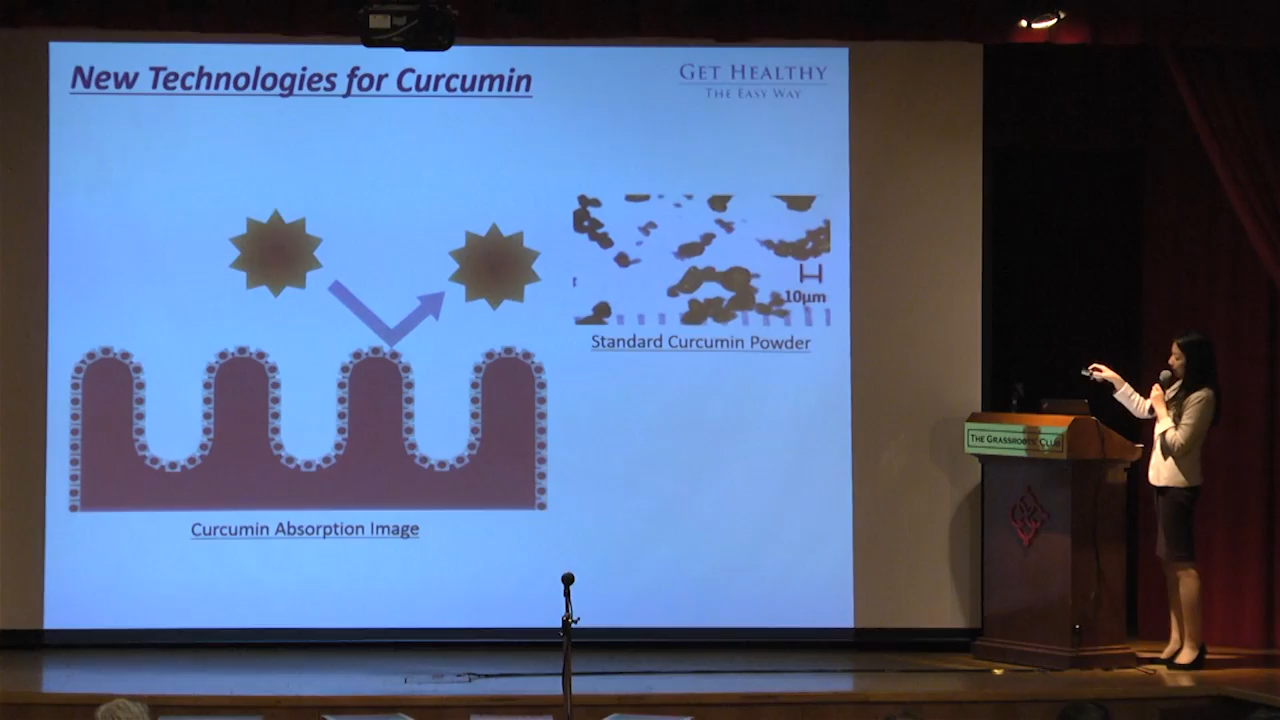 New Technologies for Curcumin
GET HEALTHY
THE EASY WAY
10µm
Standard Curcumin Powder
Curcumin Absorption Image
THE GRASSROOTS' CLUB